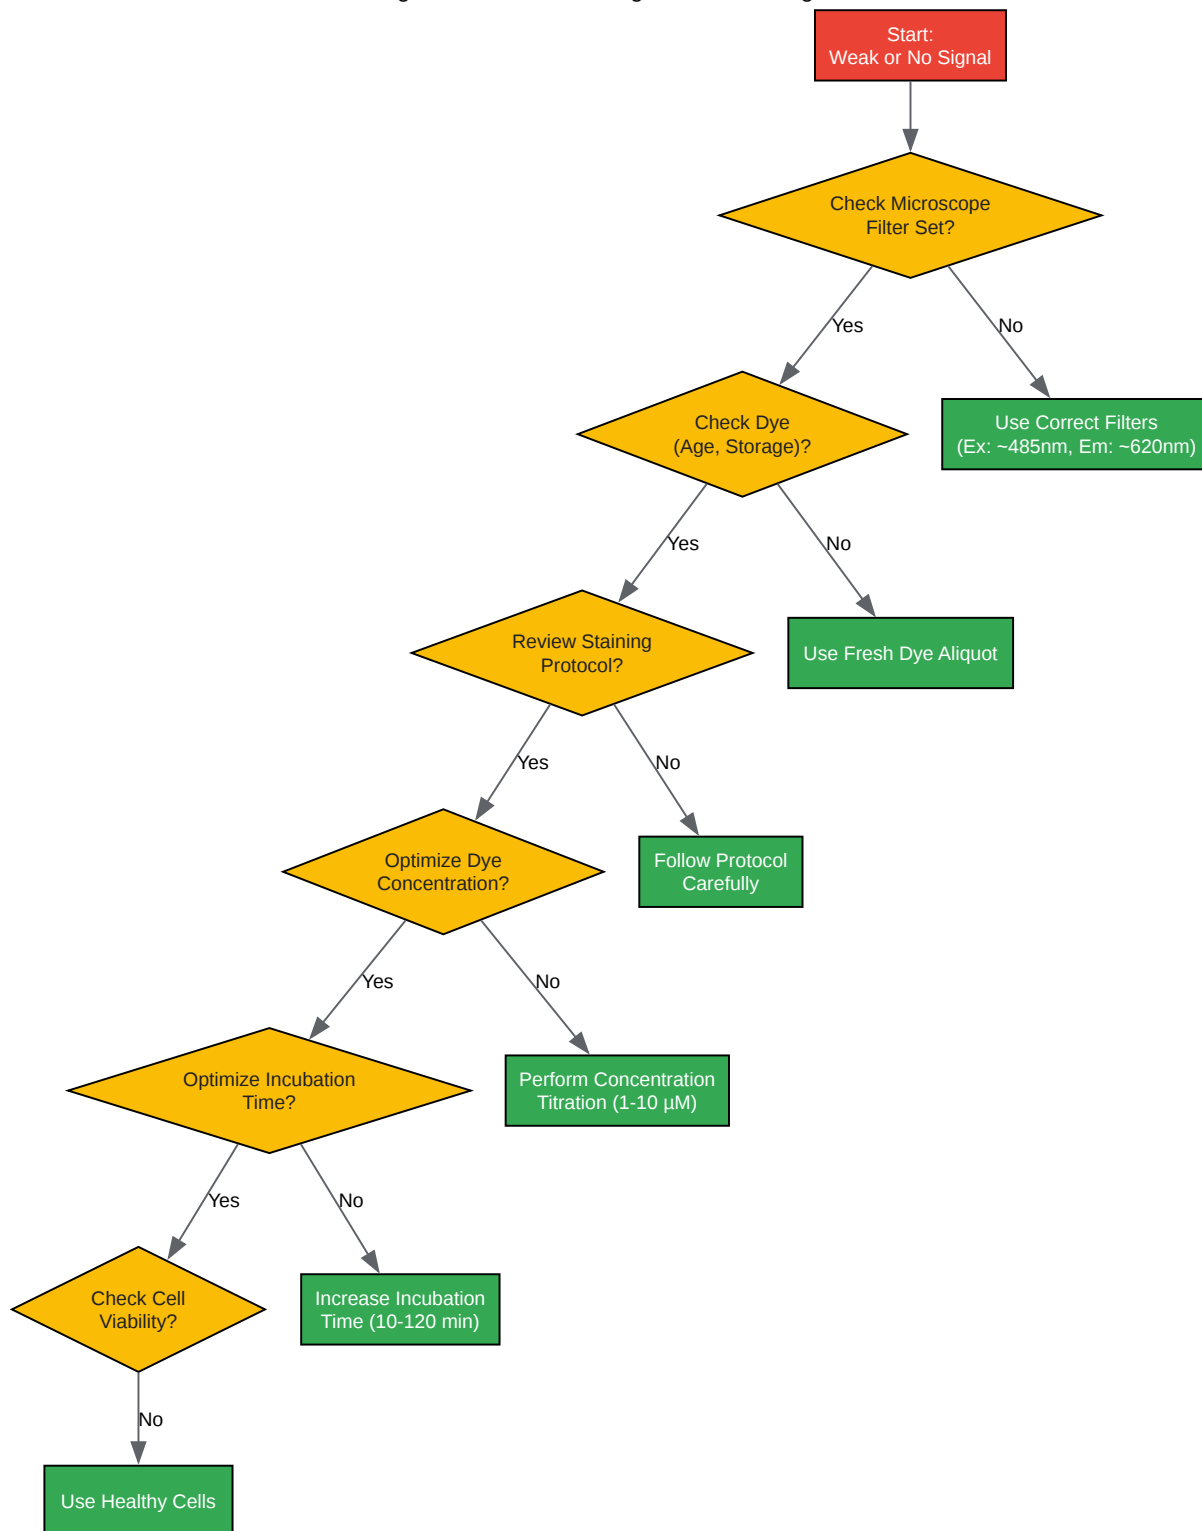 Start:
Weak or No Signal
Check Microscope
Filter Set?
Yes
No
Check Dye
(Age, Storage)?
Use Correct Filters
(Ex: ~485nm, Em: ~620nm)
Yes
No
Review Staining
Protocol?
Use Fresh Dye Aliquot
Yes
No
Optimize Dye
Concentration?
Follow Protocol
Carefully
Yes
No
Optimize Incubation
Time?
Perform Concentration
Titration (1-10 µM)
Yes
No
Check Cell
Viability?
Increase Incubation
Time (10-120 min)
No
Use Healthy Cells